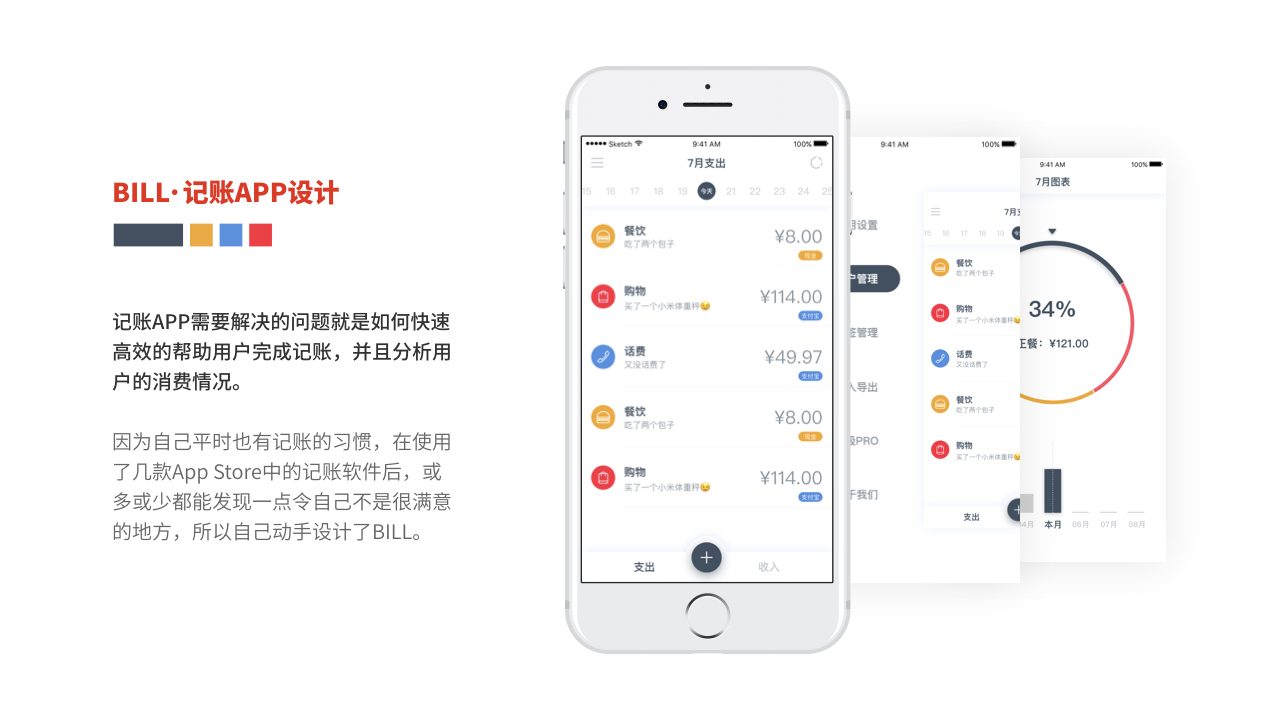 BILL·记账APP设计
记账APP需要解决的问题就是如何快速
高效的帮助用户完成记账，并且分析用
户的消费情况。
因为自己平时也有记账的习惯，在使用
了几款App Store中的记账软件后，或
多或少都能发现一点令自己不是很满意
的地方，所以自己动手设计了BILL。
Sketch 9:41 AM 100%
7月支出
15 16 17 18 19 今天 21 22 23 24 25
餐饮 ¥8.00
吃了两个包子 现金
购物 ¥114.00
买了一个小米体重秤😉 支付宝
话费 ¥49.97
又没话费了 支付宝
餐饮 ¥8.00
吃了两个包子 现金
购物 ¥114.00
买了一个小米体重秤😉 支付宝
支出 + 收入
9:41 AM 100%
设置
户管理
管理
入导出
PRO
于我们
7月支
15 16 17 18 19
餐饮
吃了两个包子
购物
买了一个小米体重秤
话费
又没话费了
餐饮
吃了两个包子
购物
买了一个小米体重秤
支出 +
9:41 AM 100%
7月图表
34%
正餐：¥121.00
4月 本月 06月 07月 08月